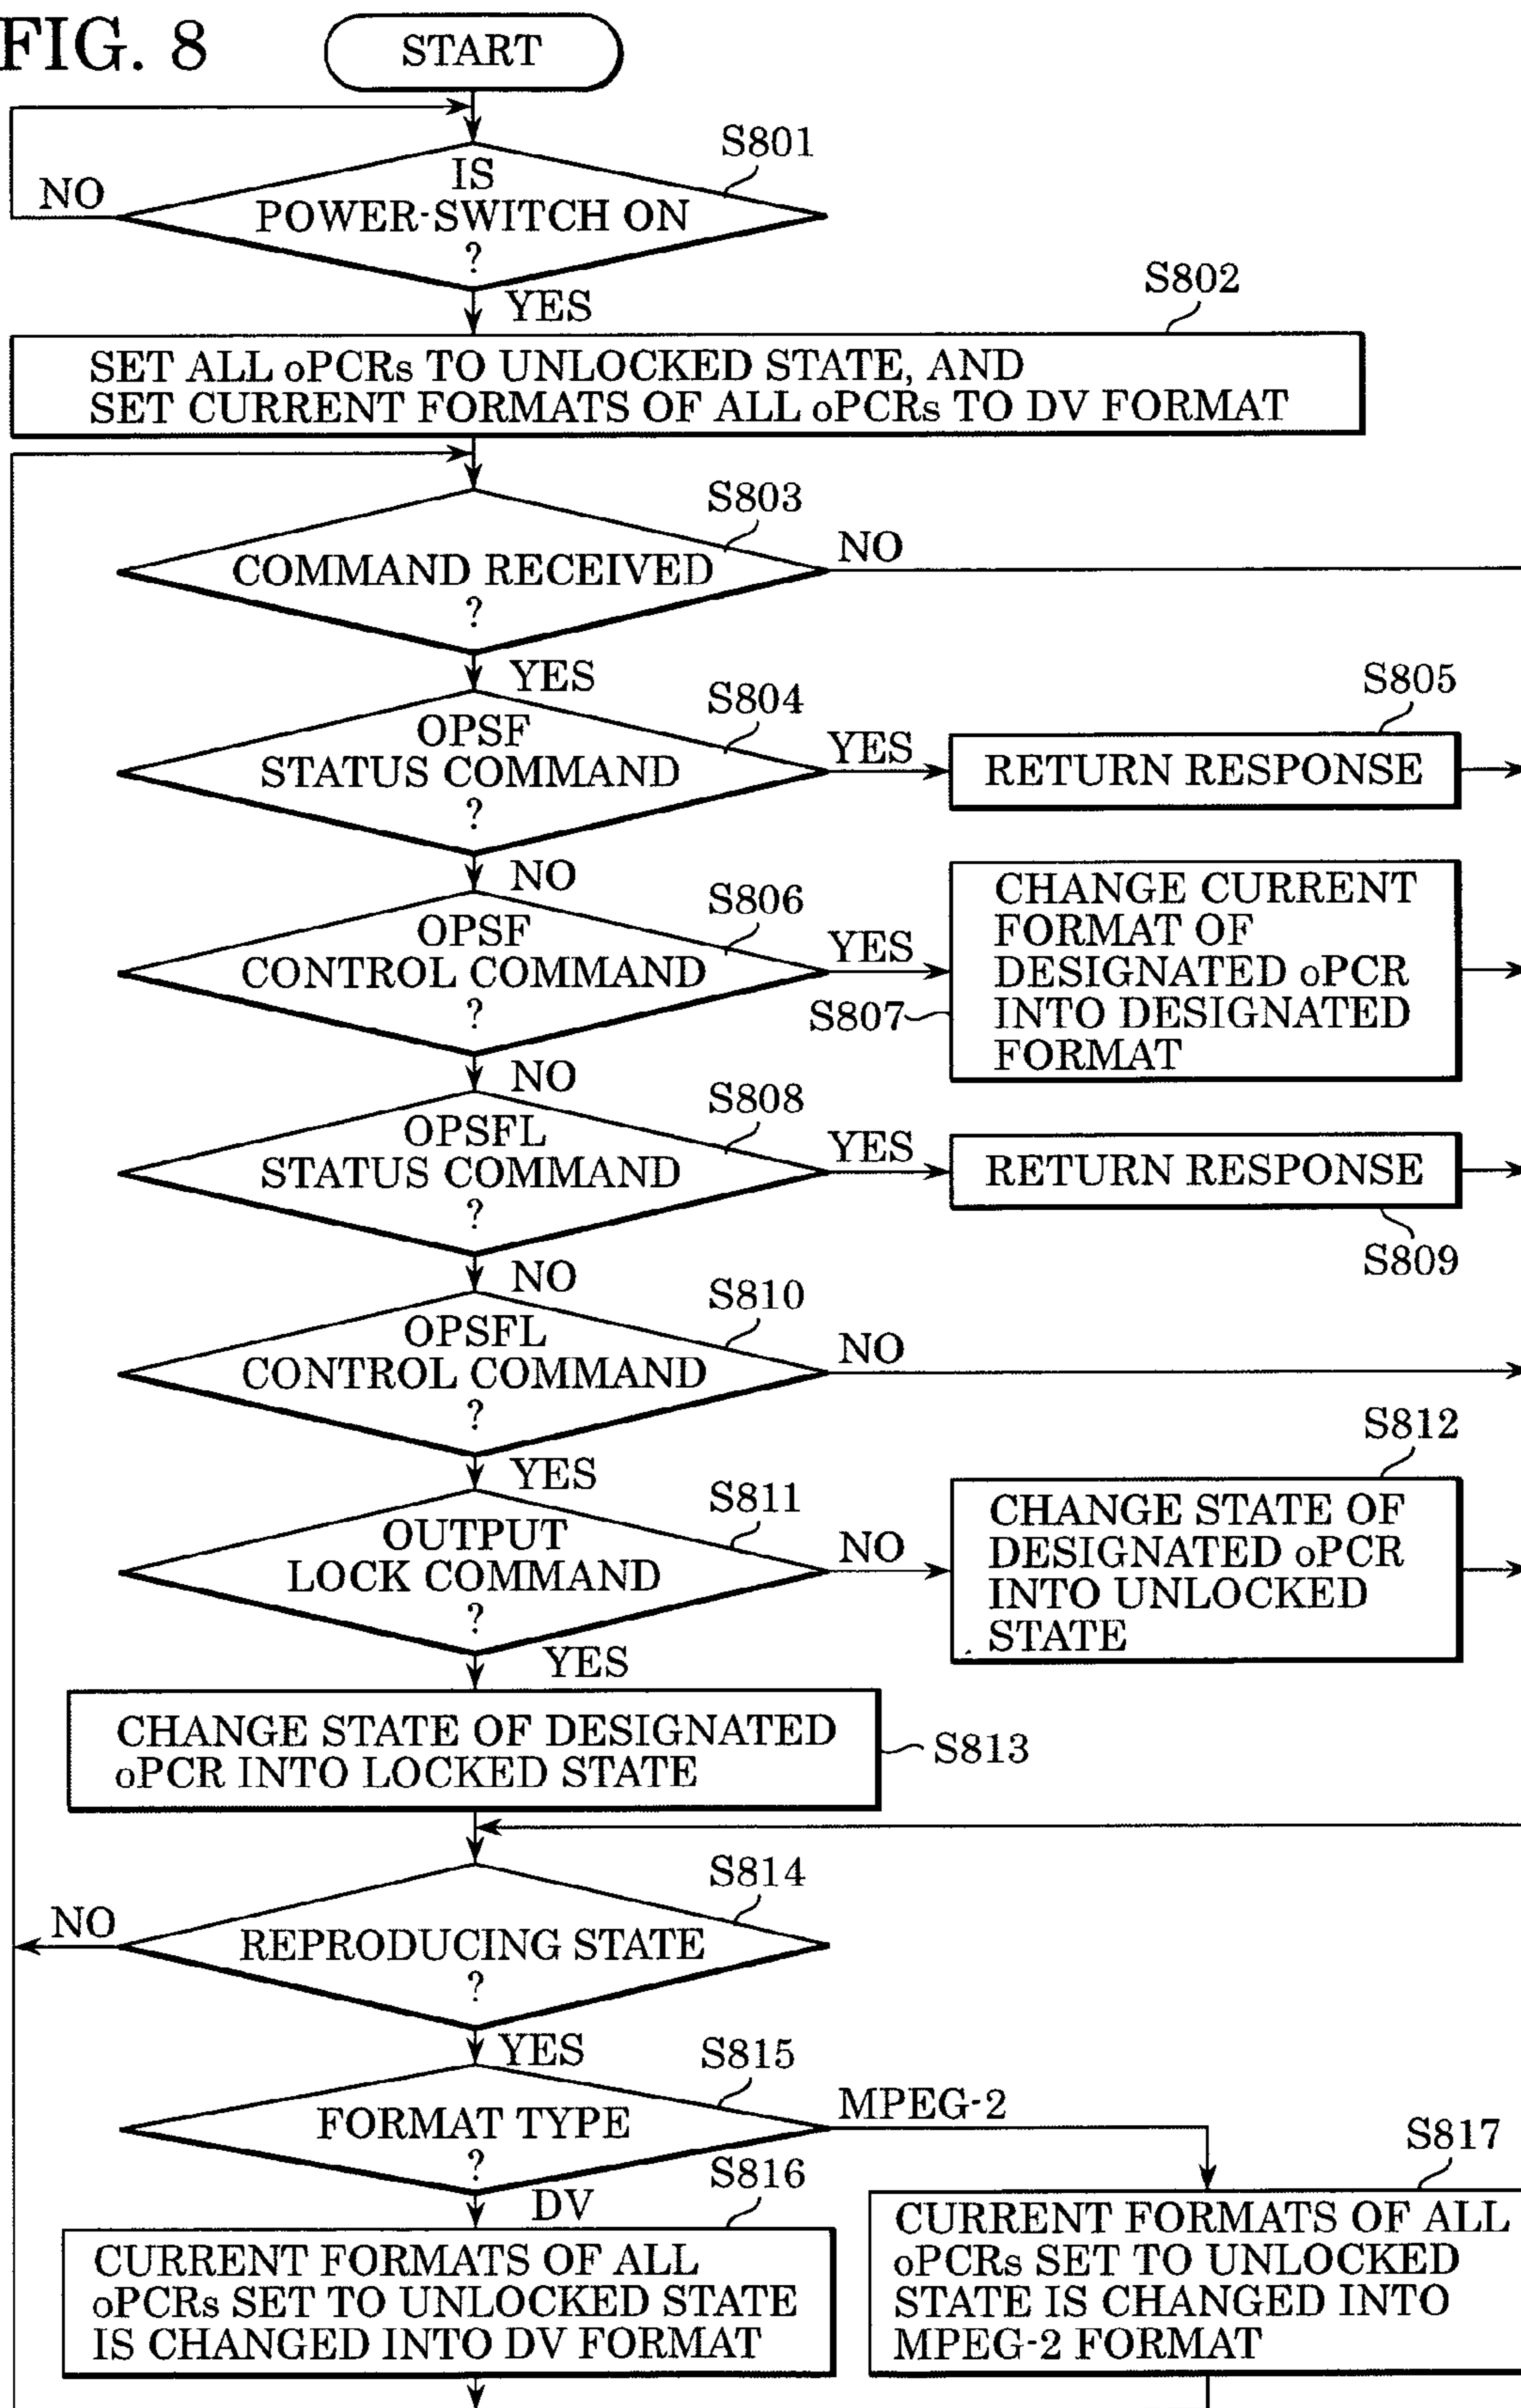 FIG. 8
START
S801
IS
POWER-SWITCH ON
?
NO
YES
S802
SET ALL oPCRs TO UNLOCKED STATE, AND
SET CURRENT FORMATS OF ALL oPCRs TO DV FORMAT
S803
COMMAND RECEIVED
?
NO
YES
S804
OPSF
STATUS COMMAND
?
YES
S805
RETURN RESPONSE
NO
S806
OPSF
CONTROL COMMAND
?
YES
S807
CHANGE CURRENT
FORMAT OF
DESIGNATED oPCR
INTO DESIGNATED
FORMAT
NO
S808
OPSFL
STATUS COMMAND
?
YES
RETURN RESPONSE
S809
NO
S810
OPSFL
CONTROL COMMAND
?
NO
YES
S811
OUTPUT
LOCK COMMAND
?
NO
S812
CHANGE STATE OF
DESIGNATED oPCR
INTO UNLOCKED
STATE
YES
CHANGE STATE OF DESIGNATED
oPCR INTO LOCKED STATE
S813
S814
REPRODUCING STATE
?
NO
YES
S815
FORMAT TYPE
?
MPEG-2
DV
S816
CURRENT FORMATS OF ALL
oPCRs SET TO UNLOCKED STATE
IS CHANGED INTO DV FORMAT
S817
CURRENT FORMATS OF ALL
oPCRs SET TO UNLOCKED
STATE IS CHANGED INTO
MPEG-2 FORMAT